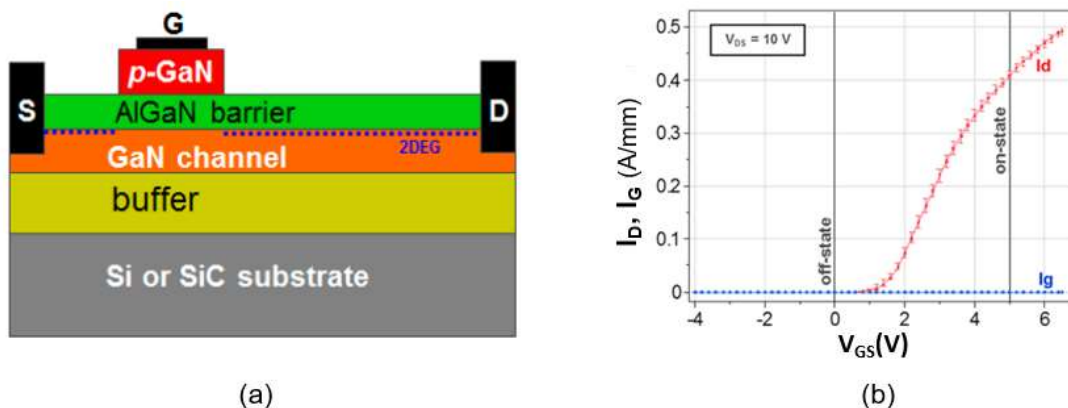 G
p-GaN
S
D
AlGaN barrier
2DEG
GaN channel
buffer
Si or SiC substrate
(a)
I_D, I_G (A/mm)
0.5
0.4
0.3
0.2
0.1
0
V_DS = 10 V
Id
on-state
off-state
Ig
-4 -2 0 2 4 6
V_GS(V)
(b)